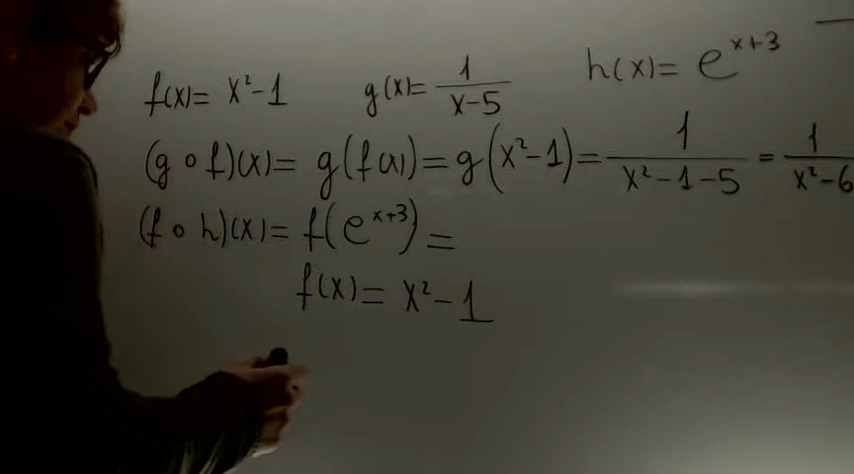 f(x)= x²-1 g(x)= 1/(x-5) h(x)= e^(x+3)
(g∘f)(x)= g(f(x))=g(x²-1)= 1/(x²-1-5) = 1/(x²-6
(f∘h)(x)= f(e^(x+3))=
f(x)= x²-1